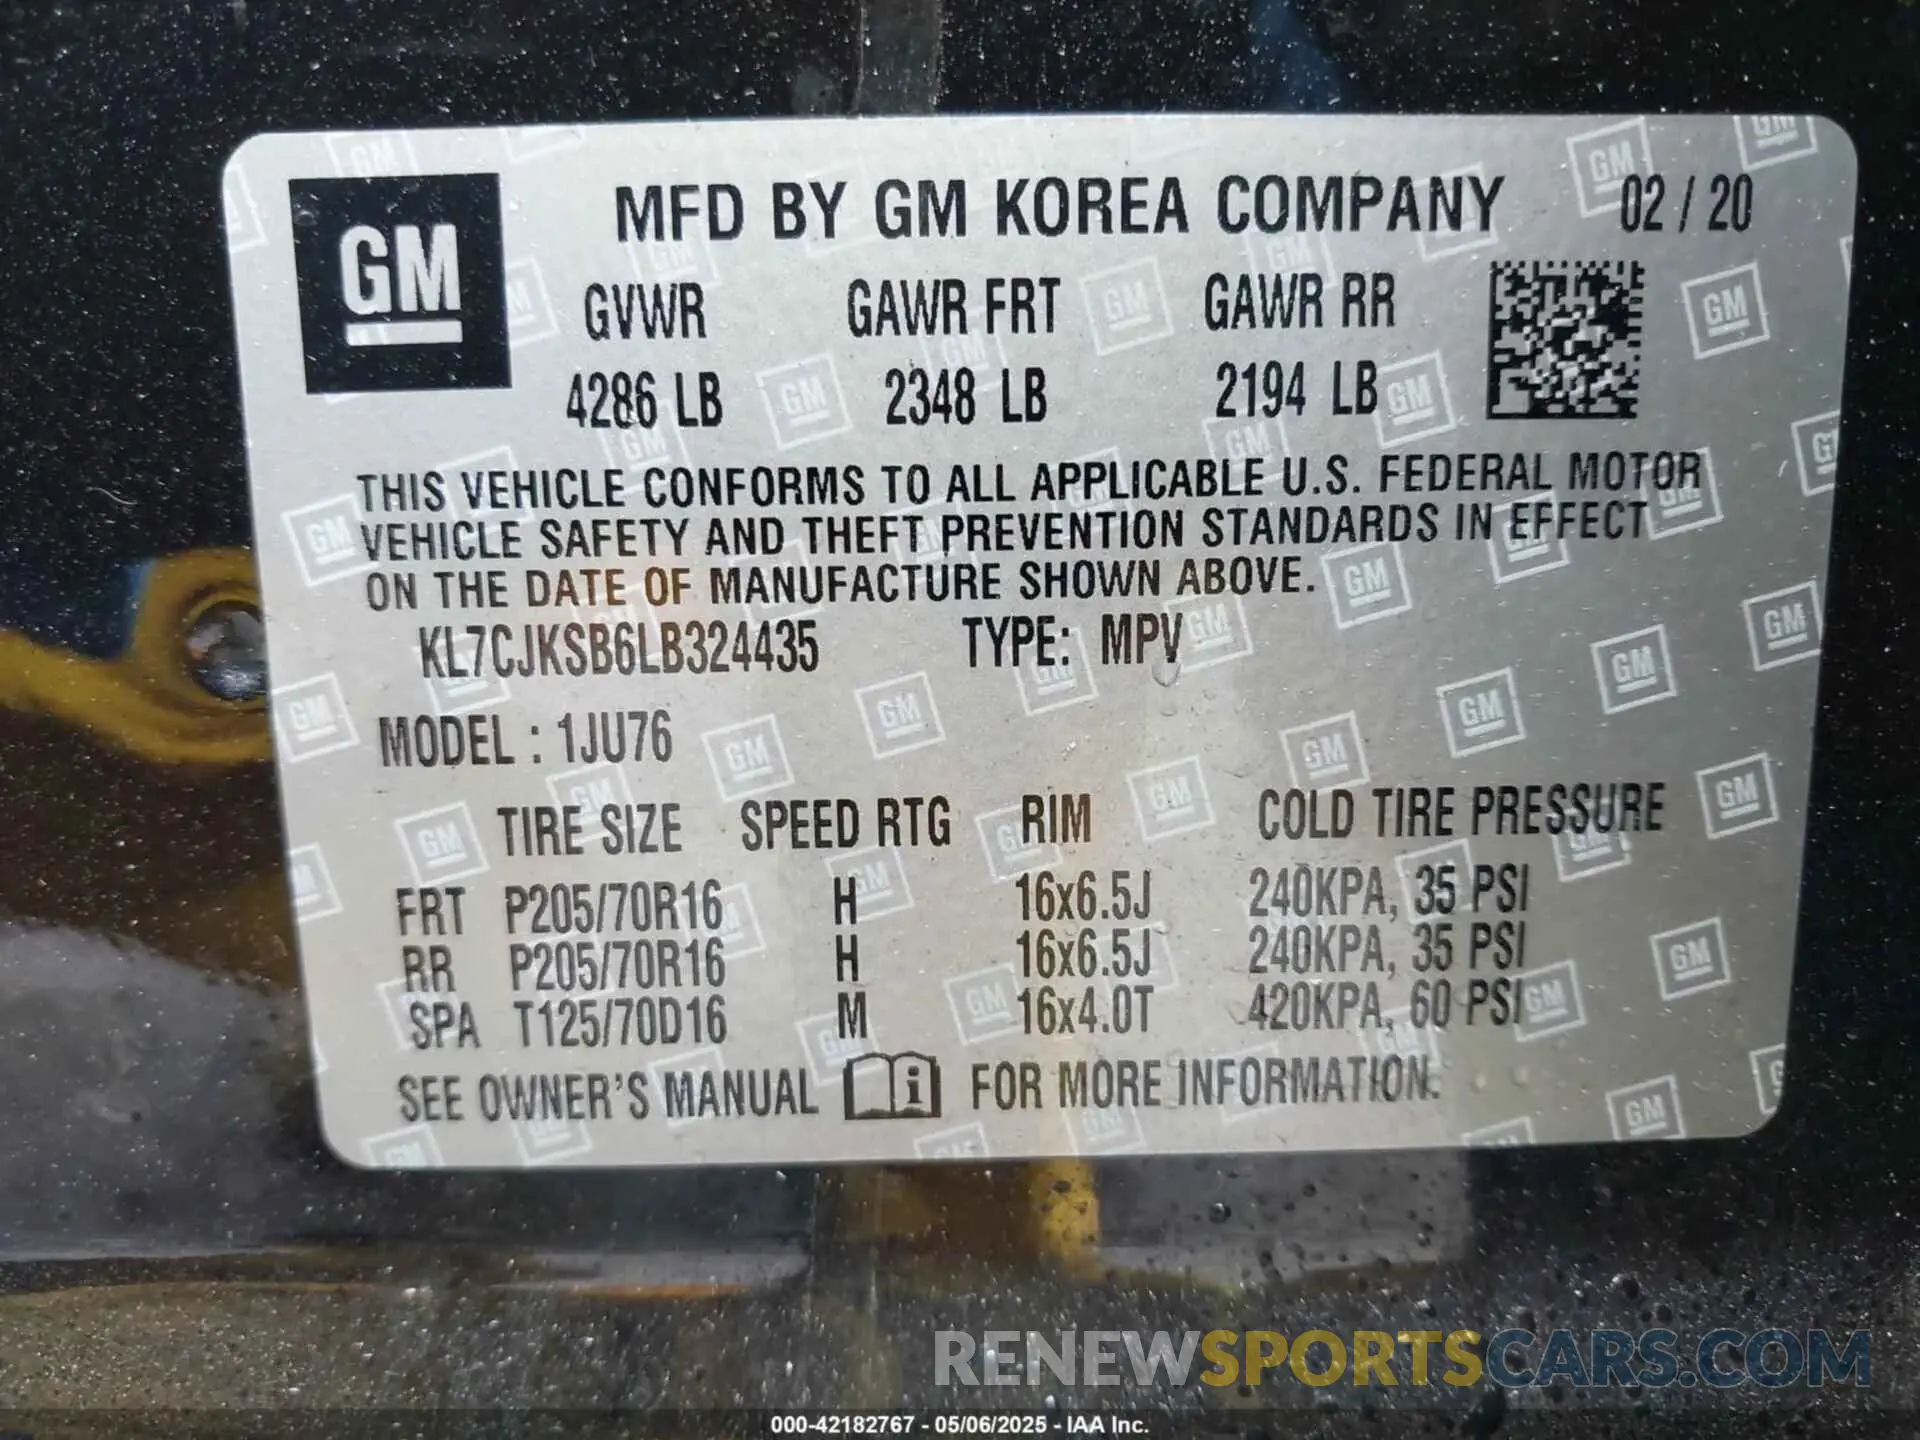 GM
MFD BY GM KOREA COMPANY 02 / 20
GVWR GAWR FRT GAWR RR
4286 LB 2348 LB 2194 LB
THIS VEHICLE CONFORMS TO ALL APPLICABLE U.S. FEDERAL MOTOR
VEHICLE SAFETY AND THEFT PREVENTION STANDARDS IN EFFECT
ON THE DATE OF MANUFACTURE SHOWN ABOVE.
KL7CJKSB6LB324435 TYPE: MPV
MODEL : 1JU76
TIRE SIZE SPEED RTG RIM COLD TIRE PRESSURE
FRT P205/70R16 H 16x6.5J 240KPA, 35 PSI
RR P205/70R16 H 16x6.5J 240KPA, 35 PSI
SPA T125/70D16 M 16x4.0T 420KPA, 60 PSI
SEE OWNER'S MANUAL i FOR MORE INFORMATION.
RENEWSPORTSCARS.COM
000-42182767 - 05/06/2025 - IAA Inc.